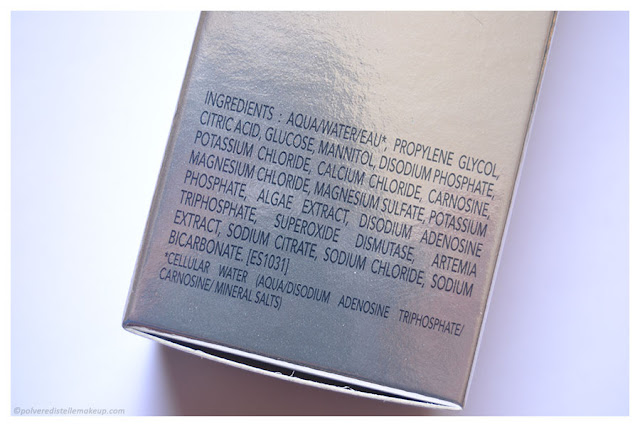 INGREDIENTS : AQUA/WATER/EAU*, PROPYLENE GLYCOL,
CITRIC ACID, GLUCOSE, MANNITOL, DISODIUM PHOSPHATE,
POTASSIUM CHLORIDE, CALCIUM CHLORIDE, CARNOSINE,
MAGNESIUM CHLORIDE, MAGNESIUM SULFATE, POTASSIUM
PHOSPHATE, ALGAE EXTRACT, DISODIUM ADENOSINE
TRIPHOSPHATE, SUPEROXIDE DISMUTASE, ARTEMIA
EXTRACT, SODIUM CITRATE, SODIUM CHLORIDE, SODIUM
BICARBONATE. [ES1031]
*CELLULAR WATER (AQUA/DISODIUM ADENOSINE TRIPHOSPHATE/
CARNOSINE/ MINERAL SALTS)
©polveredistellemakeup.com